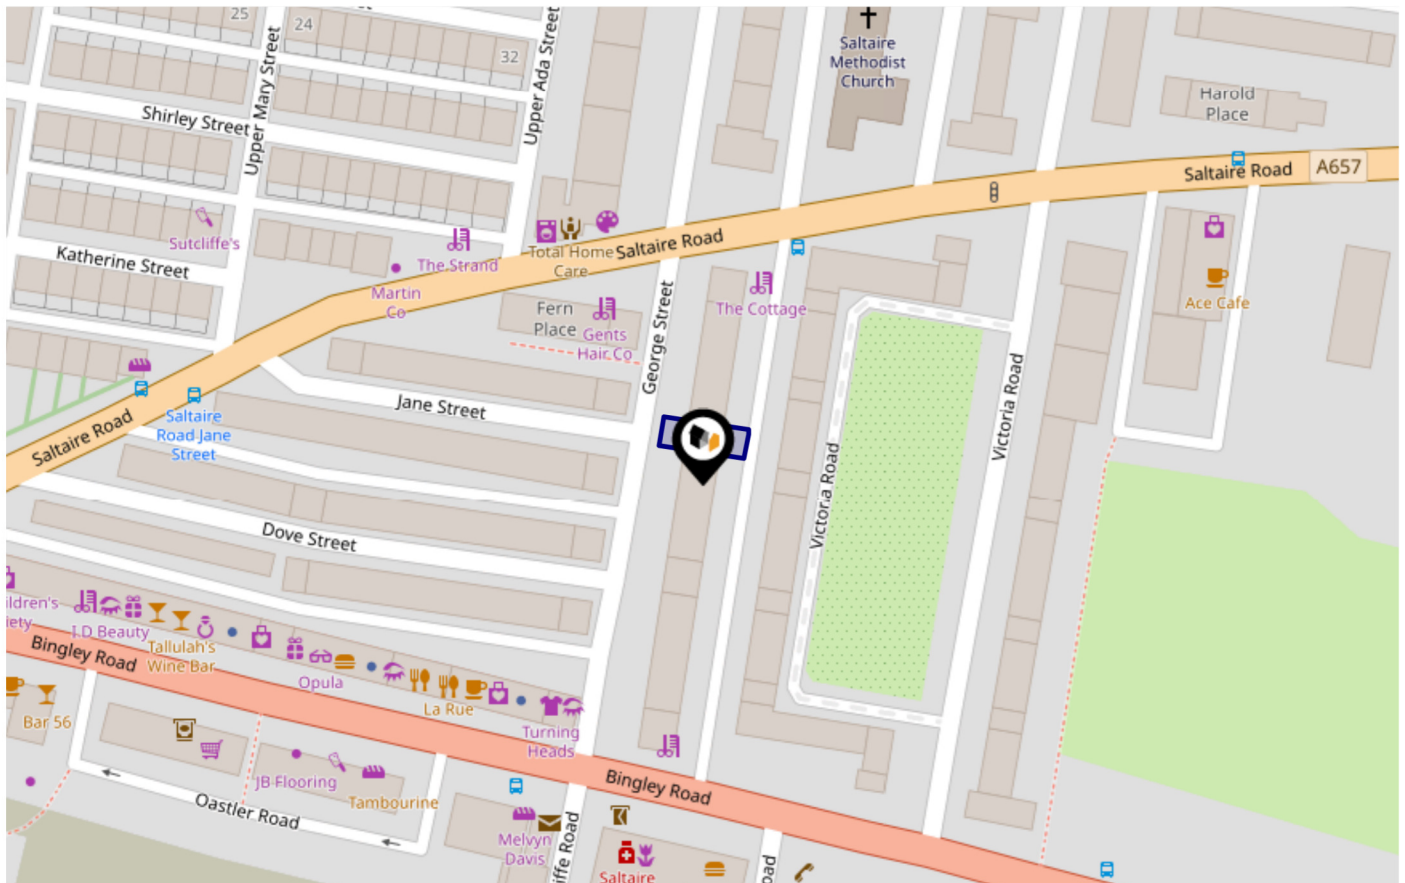 25
24
32
Upper Mary Street
Upper Ada Street
Shirley Street
Saltaire
Methodist
Church
Harold
Place
Saltaire Road
A657
Sutcliffe's
Katherine Street
The Strand
Total Home
Care
Saltaire Road
Martin
Co
Fern
Place
Gents
Hair Co
George Street
The Cottage
Ace Cafe
Victoria Road
Jane Street
Saltaire Road
Saltaire
Road Jane
Street
Victoria Road
Dove Street
ildren's
iety
I.D Beauty
Tallulah's
Wine Bar
Bingley Road
Opula
La Rue
Turning
Heads
Bar 56
JB Flooring
Tambourine
Bingley Road
Oastler Road
Melvyn
Davis
iffe Road
Saltaire
oad